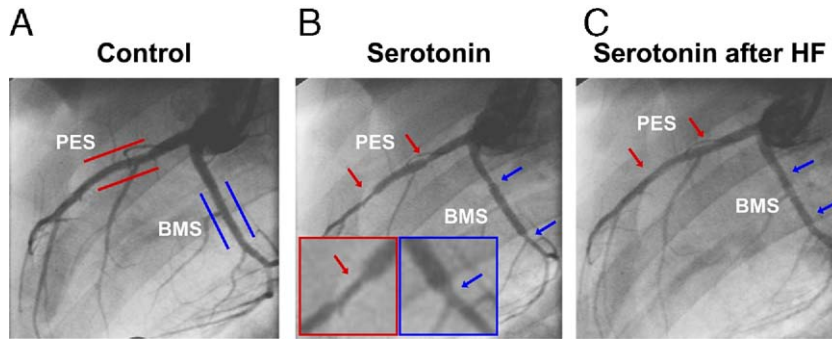 A
Control
PES
BMS
B
Serotonin
PES
BMS
C
Serotonin after HF
PES
BMS